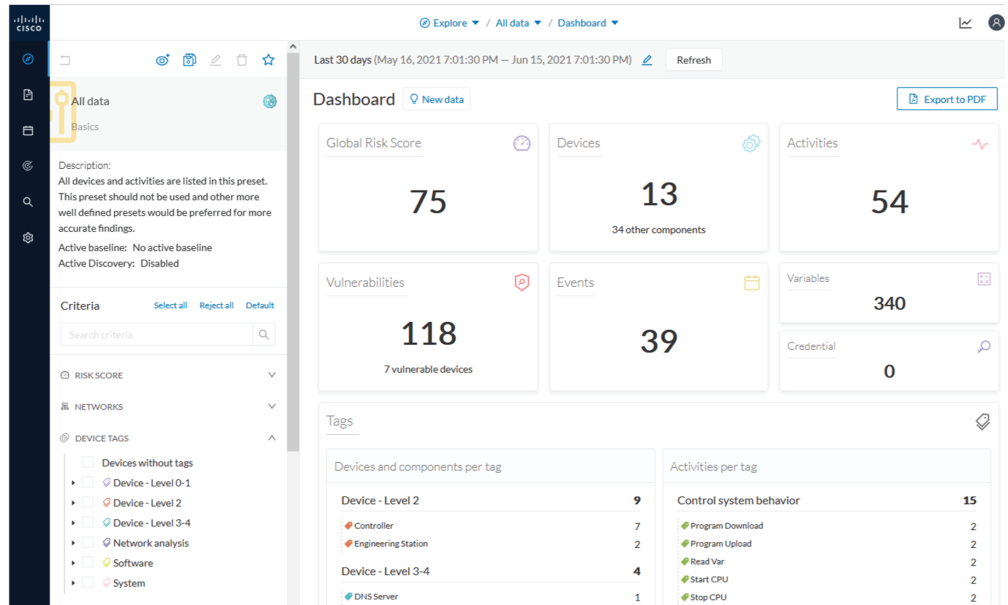 cisco
Explore / All data / Dashboard
Last 30 days (May 16, 2021 7:01:30 PM — Jun 15, 2021 7:01:30 PM) Refresh
All data
Basics
Description:
All devices and activities are listed in this preset.
This preset should not be used and other more
well defined presets would be preferred for more
accurate findings.
Active baseline: No active baseline
Active Discovery: Disabled
Criteria Select all Reject all Default
Search criteria
RISK SCORE
NETWORKS
DEVICE TAGS
Devices without tags
Device - Level 0-1
Device - Level 2
Device - Level 3-4
Network analysis
Software
System
Dashboard New data Export to PDF
Global Risk Score
75
Devices
13
34 other components
Activities
54
Vulnerabilities
118
7 vulnerable devices
Events
39
Variables
340
Credential
0
Tags
Devices and components per tag
Device - Level 2 9
Controller 7
Engineering Station 2
Device - Level 3-4 4
DNS Server 1
Activities per tag
Control system behavior 15
Program Download 2
Program Upload 2
Read Var 2
Start CPU 2
Stop CPU 2